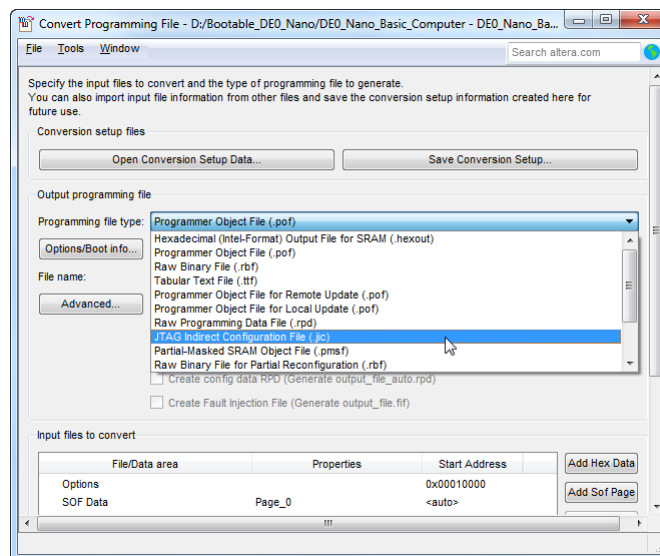 Convert Programming File - D:/Bootable_DE0_Nano/DE0_Nano_Basic_Computer - DE0_Nano_Ba...
File Tools Window
Search altera.com
Specify the input files to convert and the type of programming file to generate.
You can also import input file information from other files and save the conversion setup information created here for
future use.
Conversion setup files
Open Conversion Setup Data...
Save Conversion Setup...
Output programming file
Programming file type:
Programmer Object File (.pof)
Hexadecimal (Intel-Format) Output File for SRAM (.hexout)
Options/Boot info...
Programmer Object File (.pof)
Raw Binary File (.rbf)
File name:
Tabular Text File (.ttf)
Programmer Object File for Remote Update (.pof)
Advanced...
Programmer Object File for Local Update (.pof)
Raw Programming Data File (.rpd)
JTAG Indirect Configuration File (.jic)
Partial-Masked SRAM Object File (.pmsf)
Raw Binary File for Partial Reconfiguration (.rbf)
Create config data RPD (Generate output_file_auto.rpd)
Create Fault Injection File (Generate output_file.fif)
Input files to convert
File/Data area Properties Start Address
Add Hex Data
Options 0x00010000
SOF Data Page_0 <auto>
Add Sof Page